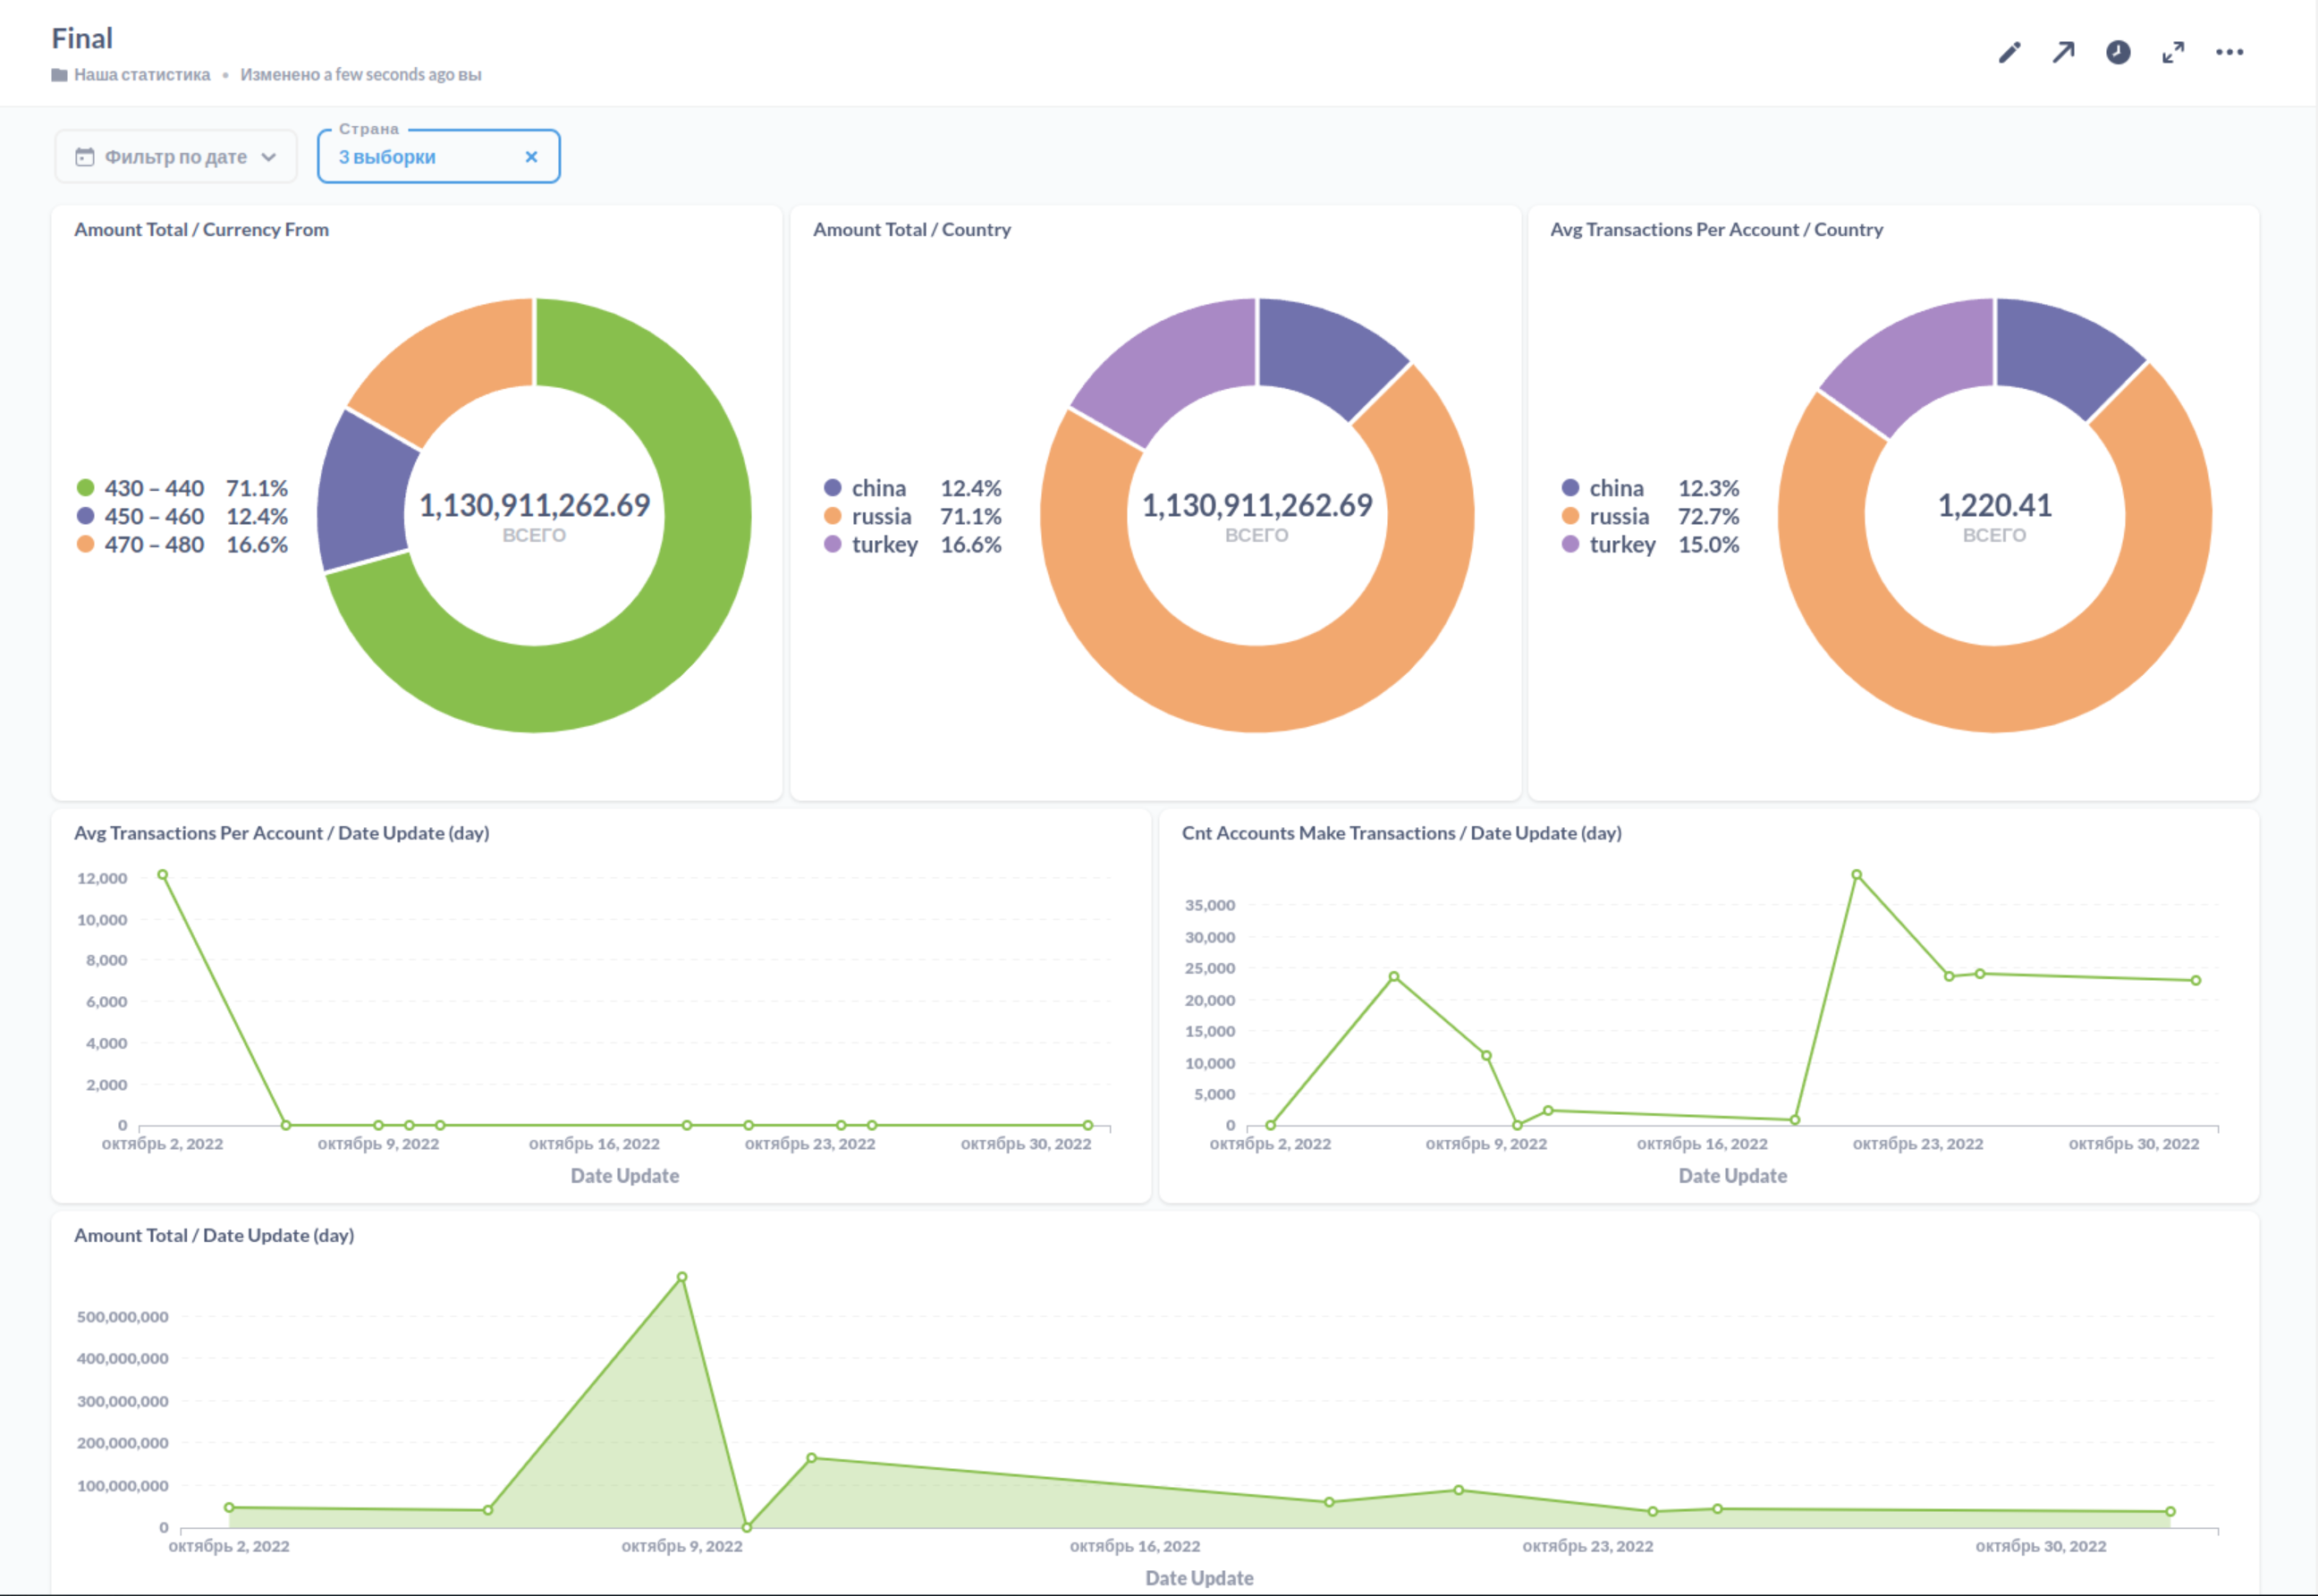 Final
Наша статистика • Изменено a few seconds ago вы
Фильтр по дате
Страна
3 выборки
Amount Total / Currency From
430 – 440 71.1%
450 – 460 12.4%
470 – 480 16.6%
1,130,911,262.69
ВСЕГО
Amount Total / Country
china 12.4%
russia 71.1%
turkey 16.6%
1,130,911,262.69
ВСЕГО
Avg Transactions Per Account / Country
china 12.3%
russia 72.7%
turkey 15.0%
1,220.41
ВСЕГО
Avg Transactions Per Account / Date Update (day)
12,000
10,000
8,000
6,000
4,000
2,000
0
октябрь 2, 2022 октябрь 9, 2022 октябрь 16, 2022 октябрь 23, 2022 октябрь 30, 2022
Date Update
Cnt Accounts Make Transactions / Date Update (day)
35,000
30,000
25,000
20,000
15,000
10,000
5,000
0
октябрь 2, 2022 октябрь 9, 2022 октябрь 16, 2022 октябрь 23, 2022 октябрь 30, 2022
Date Update
Amount Total / Date Update (day)
500,000,000
400,000,000
300,000,000
200,000,000
100,000,000
0
октябрь 2, 2022 октябрь 9, 2022 октябрь 16, 2022 октябрь 23, 2022 октябрь 30, 2022
Date Update